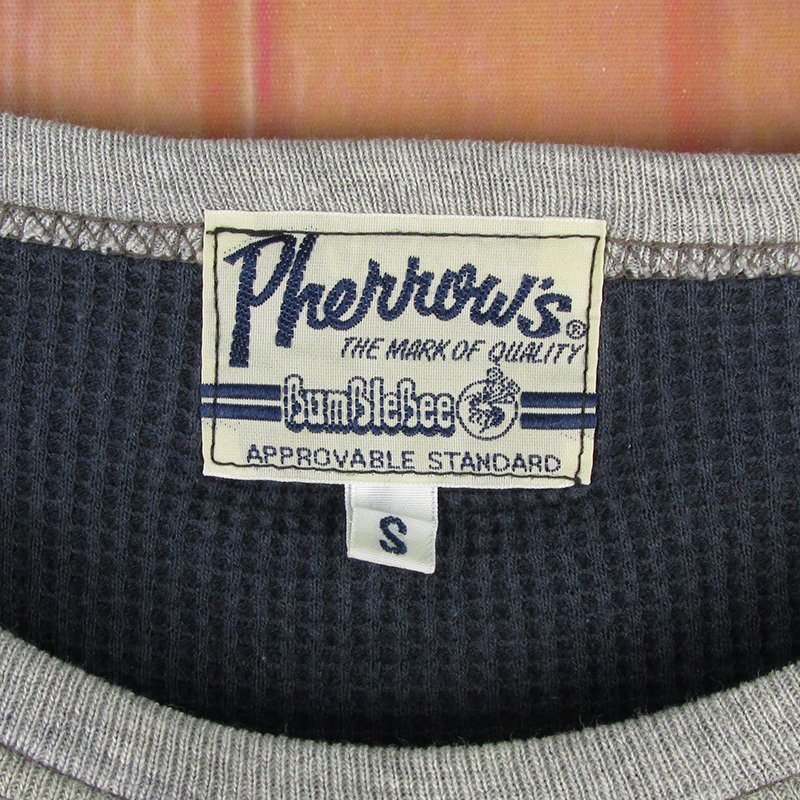 Pherrow's®
THE MARK OF QUALITY
BumBleBee
APPROVABLE STANDARD
S